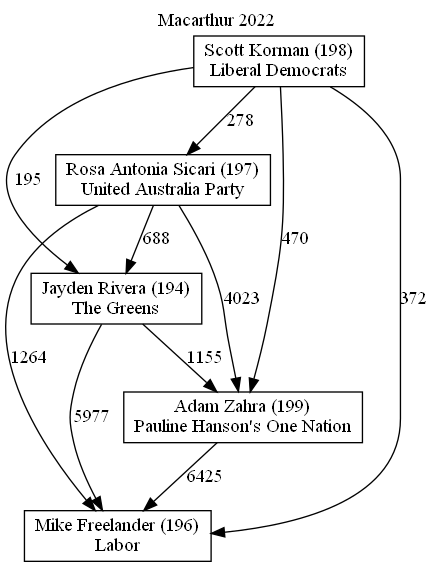 Macarthur 2022
Scott Korman (198)
Liberal Democrats
278
Rosa Antonia Sicari (197)
United Australia Party
195
688
470
Jayden Rivera (194)
The Greens
4023
372
1264
1155
5977
Adam Zahra (199)
Pauline Hanson's One Nation
6425
Mike Freelander (196)
Labor